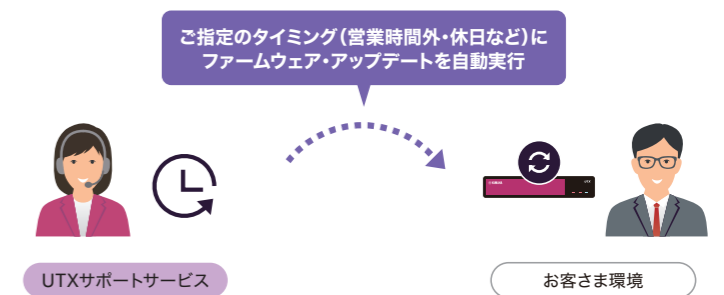 ご指定のタイミング(営業時間外・休日など)に
ファームウェア・アップデートを自動実行
UTX
UTXサポートサービス
お客さま環境